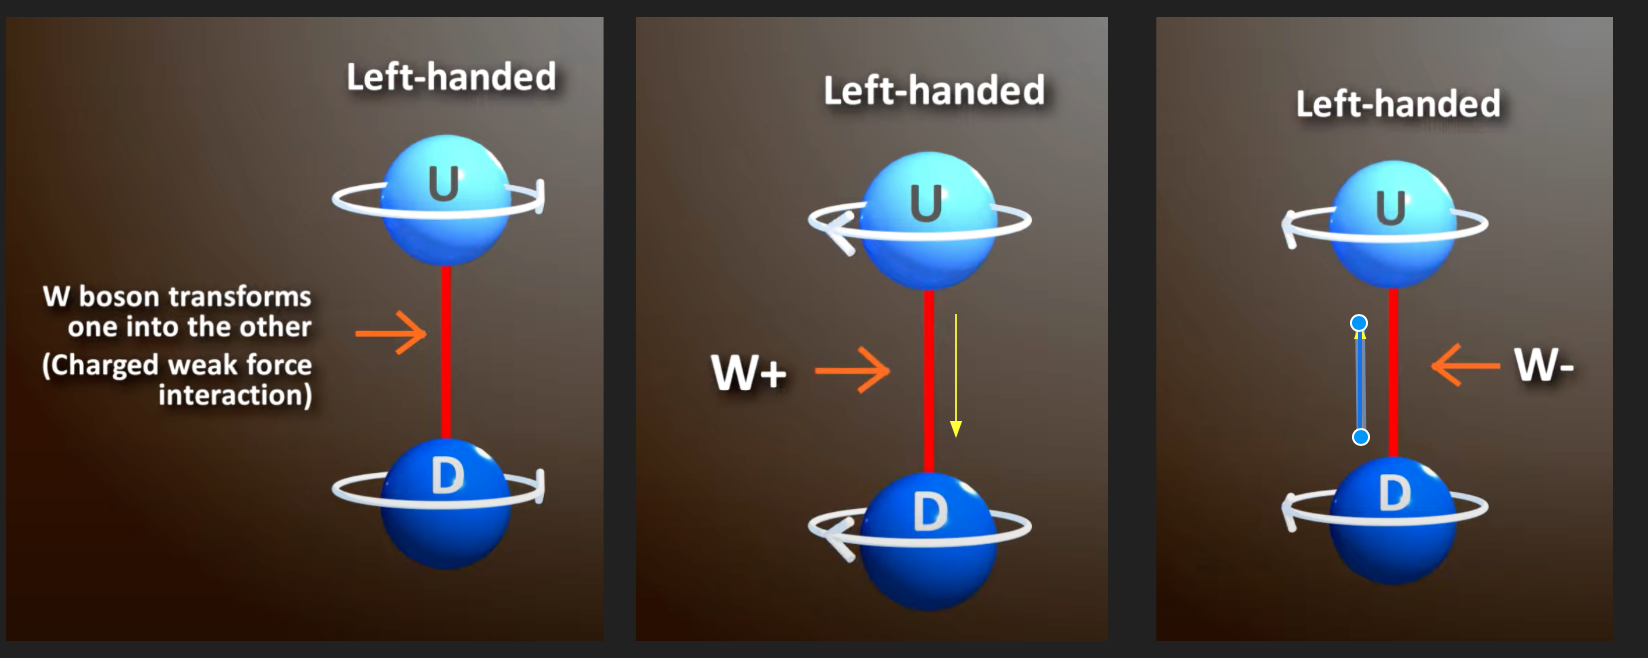 Left-handed
U
W boson transforms
one into the other
(Charged weak force
interaction)
D
Left-handed
U
W+
D
Left-handed
U
W-
D